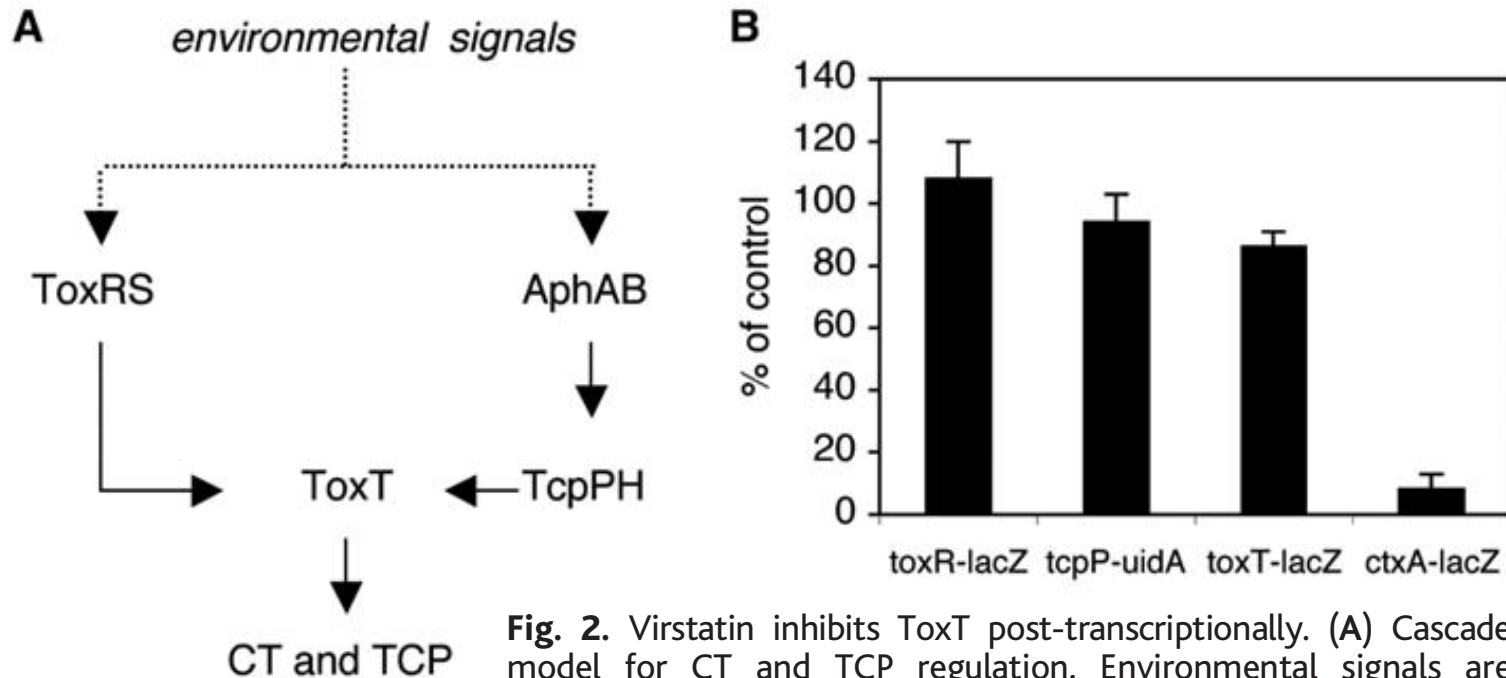 A
environmental signals
ToxRS
AphAB
ToxT
TcpPH
CT and TCP
B
% of control
140
120
100
80
60
40
20
0
toxR-lacZ tcpP-uidA toxT-lacZ ctxA-lacZ
Fig. 2. Virstatin inhibits ToxT post-transcriptionally. (A) Cascade
model for CT and TCP regulation. Environmental signals are